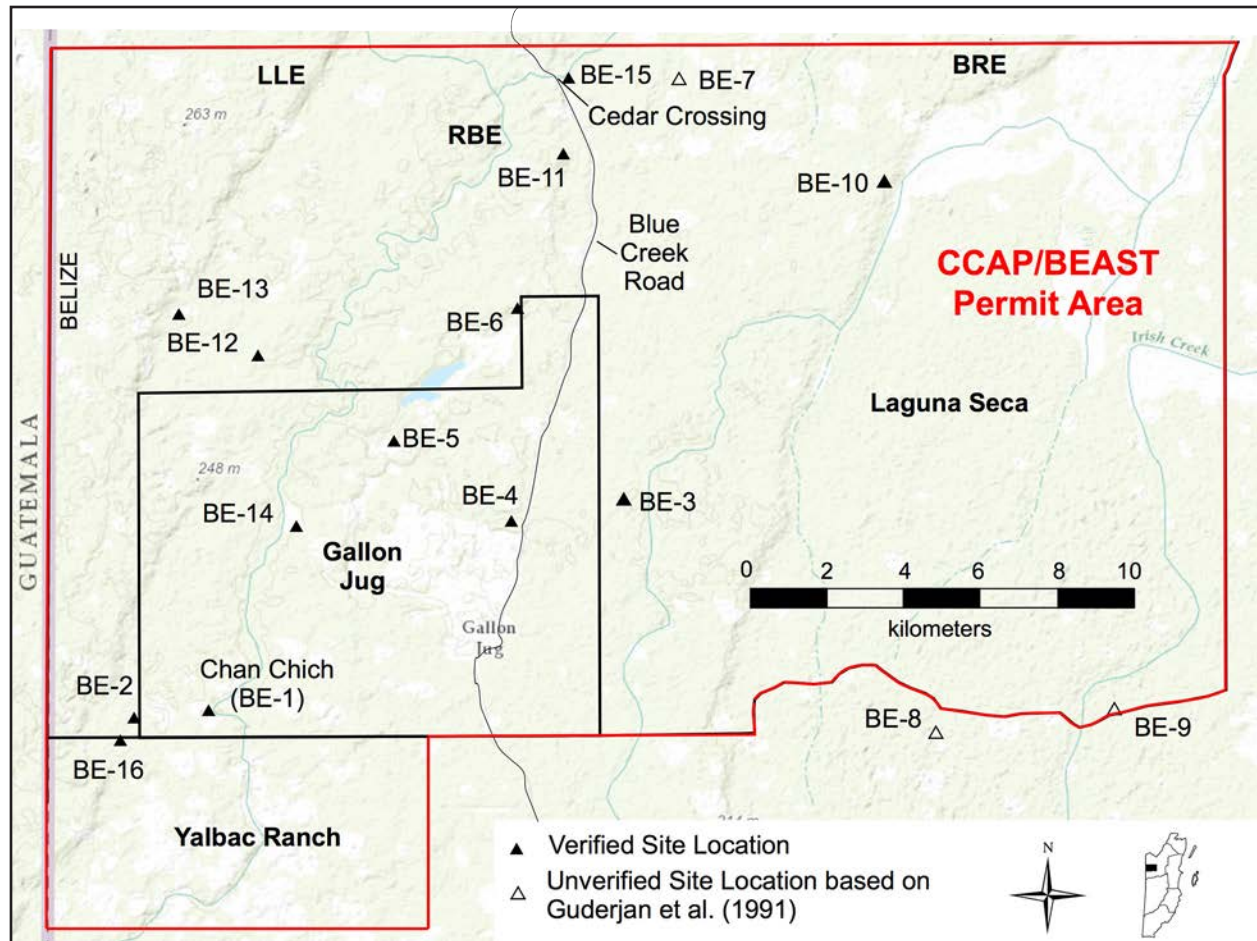 LLE
BRE
BE-15
BE-7
Cedar Crossing
263 m
RBE
BE-11
BE-10
Blue
Creek
Road
CCAP/BEAST
Permit Area
BELIZE
BE-13
BE-12
BE-6
Irish Creek
Laguna Seca
GUATEMALA
BE-5
248 m
BE-4
BE-3
BE-14
Gallon
Jug
0 2 4 6 8 10
kilometers
Gallon
Jug
Chan Chich
(BE-1)
BE-2
BE-8
BE-9
BE-16
Yalbac Ranch
Verified Site Location
Unverified Site Location based on
Guderjan et al. (1991)
N